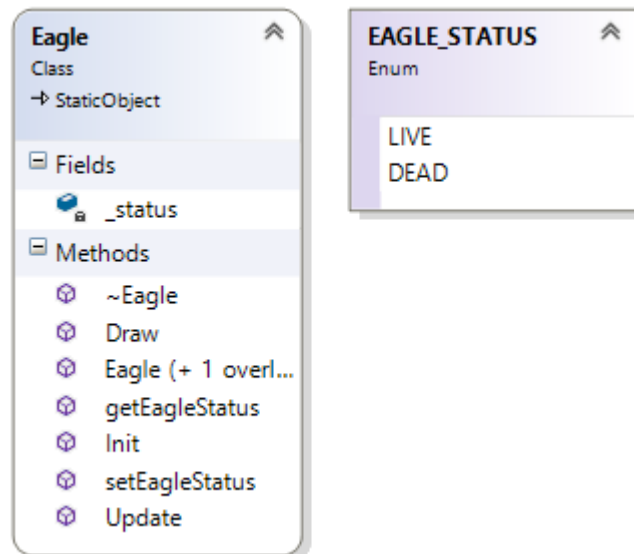 Eagle
Class
StaticObject
Fields
_status
Methods
~Eagle
Draw
Eagle (+ 1 overl...
getEagleStatus
Init
setEagleStatus
Update
EAGLE_STATUS
Enum
LIVE
DEAD